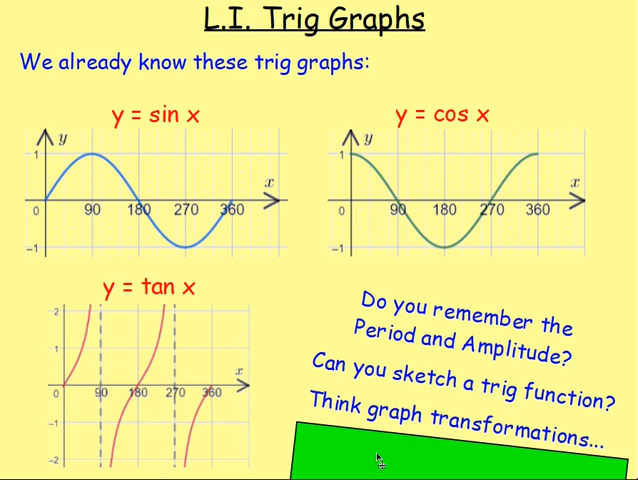 L.I. Trig Graphs
We already know these trig graphs:
y = sin x
y = cos x
y
1
x
0 90 180 270 360
-1
y
1
x
0 90 180 270 360
-1
y = tan x
2
1
x
0 90 180 270 360
-1
-2
Do you remember the
Period and Amplitude?
Can you sketch a trig function?
Think graph transformations...